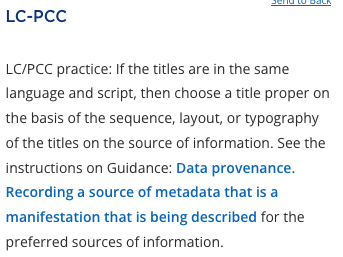 Send to Back
LC-PCC
LC/PCC practice: If the titles are in the same
language and script, then choose a title proper on
the basis of the sequence, layout, or typography
of the titles on the source of information. See the
instructions on Guidance: Data provenance.
Recording a source of metadata that is a
manifestation that is being described for the
preferred sources of information.